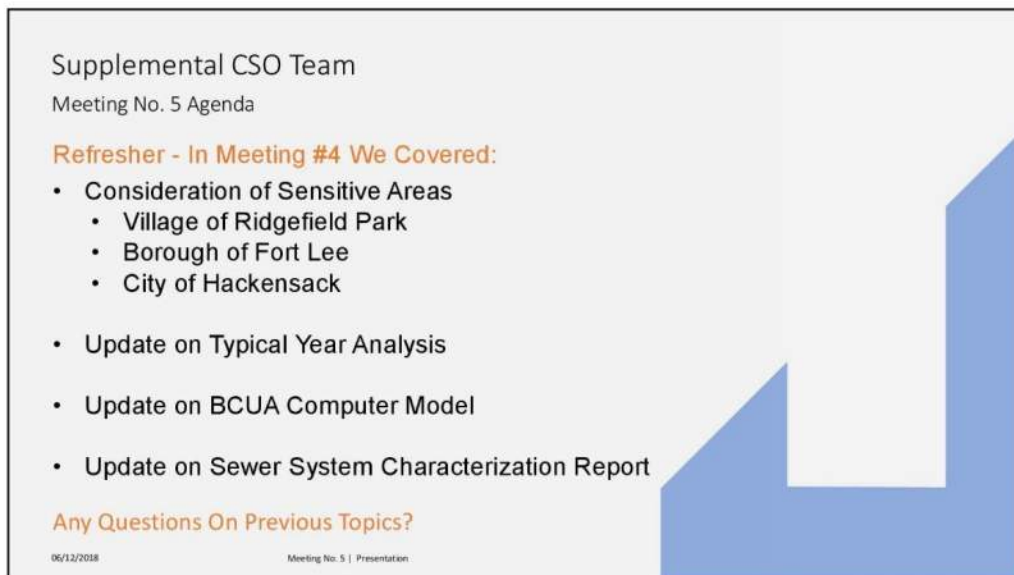 Supplemental CSO Team
Meeting No. 5 Agenda
Refresher - In Meeting #4 We Covered:
• Consideration of Sensitive Areas
• Village of Ridgefield Park
• Borough of Fort Lee
• City of Hackensack
• Update on Typical Year Analysis
• Update on BCUA Computer Model
• Update on Sewer System Characterization Report
Any Questions On Previous Topics?
06/12/2018 Meeting No. 5 | Presentation